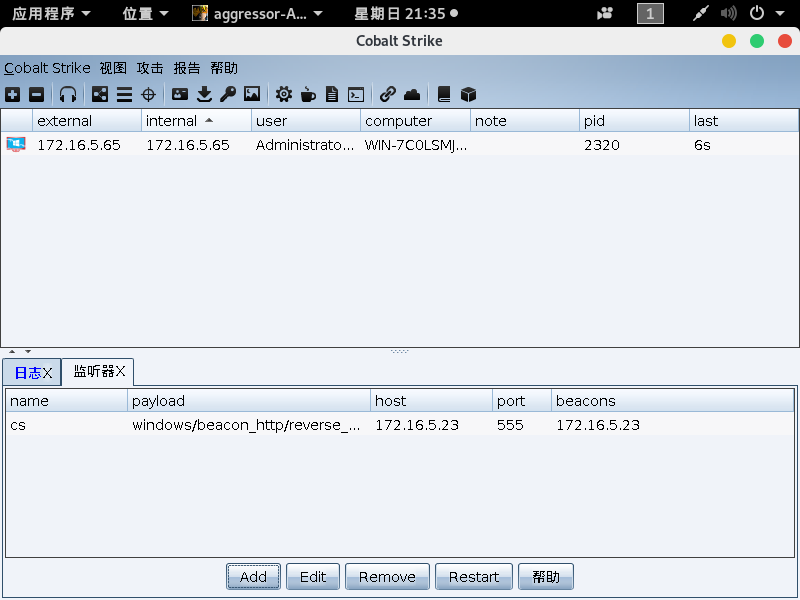 应用程序 位置 aggressor-A... 星期日 21:35 1
Cobalt Strike
Cobalt Strike 视图 攻击 报告 帮助
external internal user computer note pid last
172.16.5.65 172.16.5.65 Administrato... WIN-7C0LSMJ... 2320 6s
日志X 监听器X
name payload host port beacons
cs windows/beacon_http/reverse_... 172.16.5.23 555 172.16.5.23
Add Edit Remove Restart 帮助